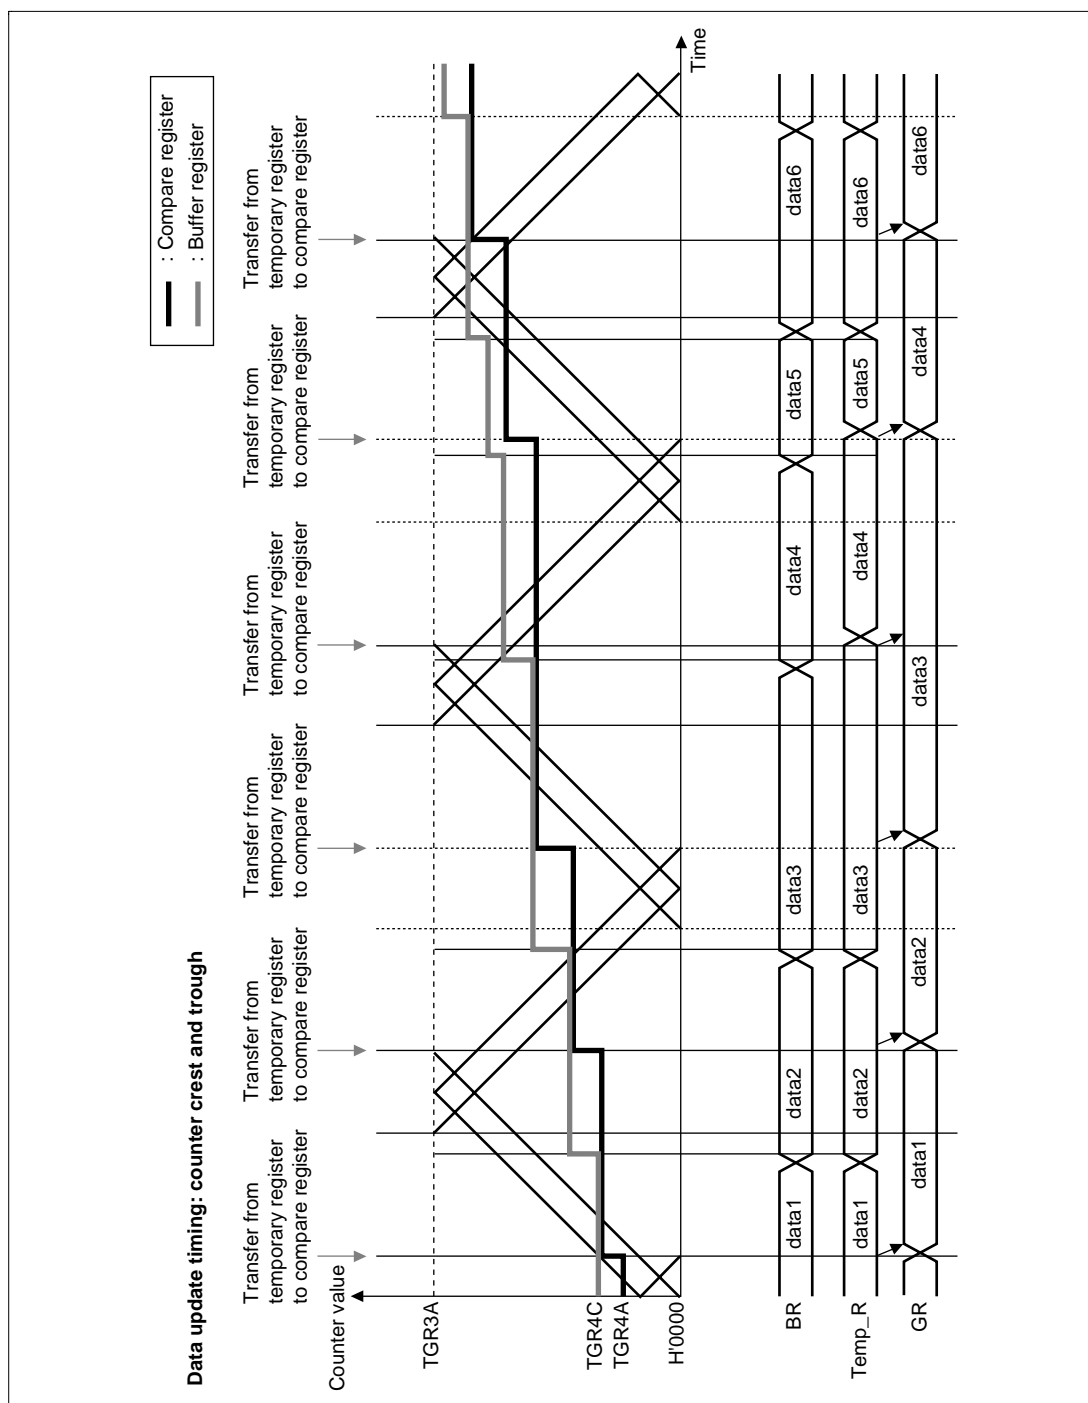 Data update timing: counter crest and trough
: Compare register
: Buffer register
Transfer from
temporary register
to compare register
Transfer from
temporary register
to compare register
Transfer from
temporary register
to compare register
Transfer from
temporary register
to compare register
Transfer from
temporary register
to compare register
Transfer from
temporary register
to compare register
Counter value
TGR3A
TGR4C
TGR4A
H'0000
Time
BR
data1
data2
data3
data4
data5
data6
Temp_R
data1
data2
data3
data4
data5
data6
GR
data1
data2
data3
data4
data6